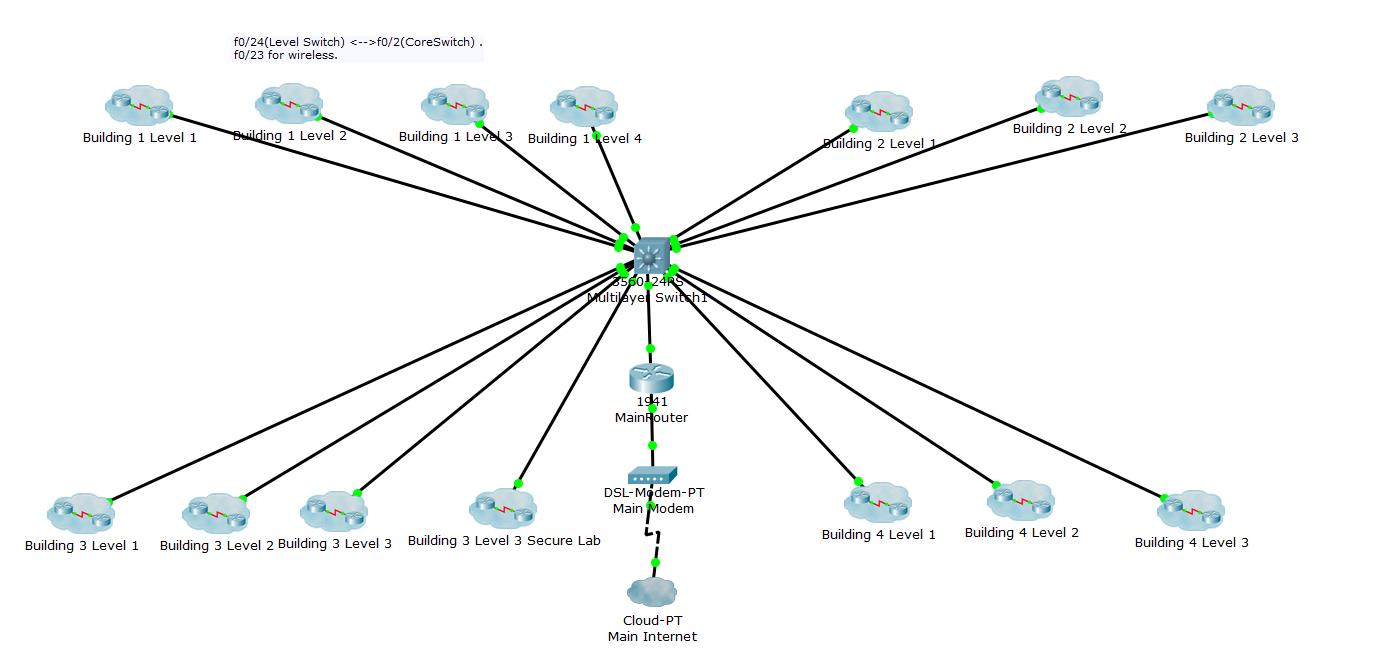 f0/24(Level Switch) <-->f0/2(CoreSwitch) .
f0/23 for wireless.
Building 1 Level 1
Building 1 Level 2
Building 1 Level 3
Building 1 Level 4
Building 2 Level 1
Building 2 Level 2
Building 2 Level 3
3560-24PS
Multilayer Switch1
1941
MainRouter
DSL-Modem-PT
Main Modem
Building 3 Level 1
Building 3 Level 2
Building 3 Level 3
Building 3 Level 3 Secure Lab
Building 4 Level 1
Building 4 Level 2
Building 4 Level 3
Cloud-PT
Main Internet